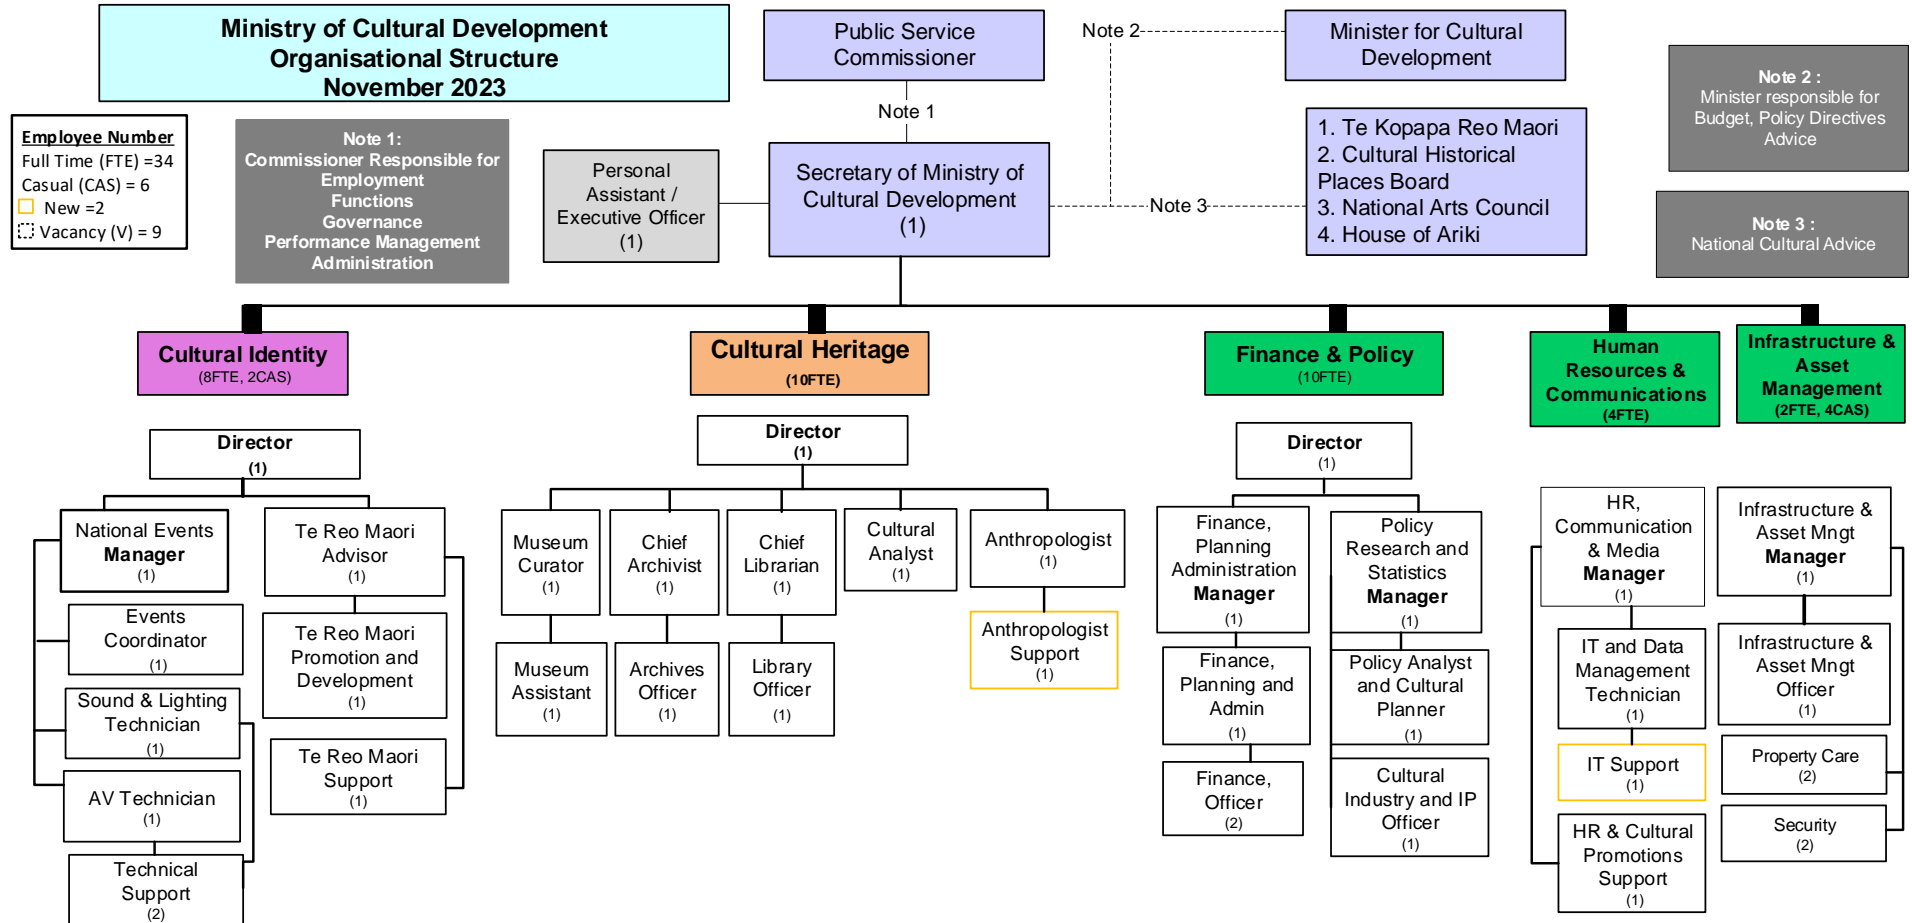 Ministry of Cultural Development
Organisational Structure
November 2023
Public Service
Commissioner
Note 2
Minister for Cultural
Development
Note 2 :
Minister responsible for
Budget, Policy Directives
Advice
Employee Number
Full Time (FTE) =34
Casual (CAS) = 6
New =2
Vacancy (V) = 9
Note 1:
Commissioner Responsible for
Employment
Functions
Governance
Performance Management
Administration
Note 1
Personal
Assistant /
Executive Officer
(1)
Secretary of Ministry of
Cultural Development
(1)
Note 3
1. Te Kopapa Reo Maori
2. Cultural Historical
Places Board
3. National Arts Council
4. House of Ariki
Note 3 :
National Cultural Advice
Cultural Identity
(8FTE, 2CAS)
Cultural Heritage
(10FTE)
Finance & Policy
(10FTE)
Human
Resources &
Communications
(4FTE)
Infrastructure &
Asset
Management
(2FTE, 4CAS)
Director
(1)
National Events
Manager
(1)
Te Reo Maori
Advisor
(1)
Events
Coordinator
(1)
Te Reo Maori
Promotion and
Development
(1)
Sound & Lighting
Technician
(1)
Te Reo Maori
Support
(1)
AV Technician
(1)
Technical
Support
(2)
Director
(1)
Museum
Curator
(1)
Chief
Archivist
(1)
Chief
Librarian
(1)
Cultural
Analyst
(1)
Anthropologist
(1)
Museum
Assistant
(1)
Archives
Officer
(1)
Library
Officer
(1)
Anthropologist
Support
(1)
Director
(1)
Finance,
Planning
Administration
Manager
(1)
Policy
Research and
Statistics
Manager
(1)
Finance,
Planning and
Admin
(1)
Policy Analyst
and Cultural
Planner
(1)
Finance,
Officer
(2)
Cultural
Industry and IP
Officer
(1)
HR,
Communication
& Media
Manager
(1)
IT and Data
Management
Technician
(1)
IT Support
(1)
HR & Cultural
Promotions
Support
(1)
Infrastructure &
Asset Mngt
Manager
(1)
Infrastructure &
Asset Mngt
Officer
(1)
Property Care
(2)
Security
(2)